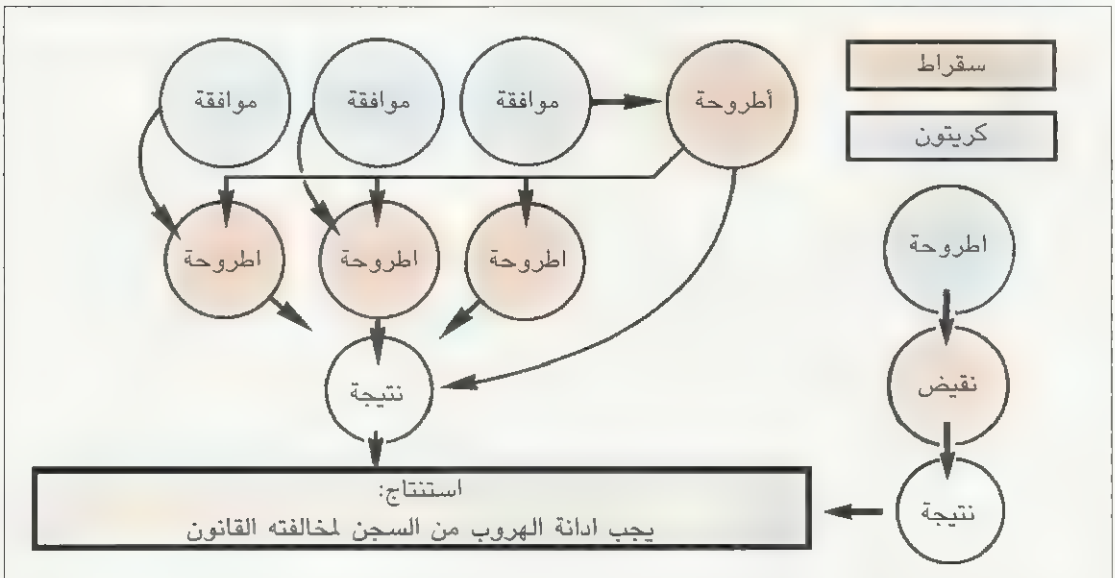 سقراط
كريتون
أطروحة
موافقة
موافقة
موافقة
اطروحة
اطروحة
اطروحة
اطروحة
نتيجة
نقيض
نتيجة
استنتاج:
يجب ادانة الهروب من السجن لمخالفته القانون